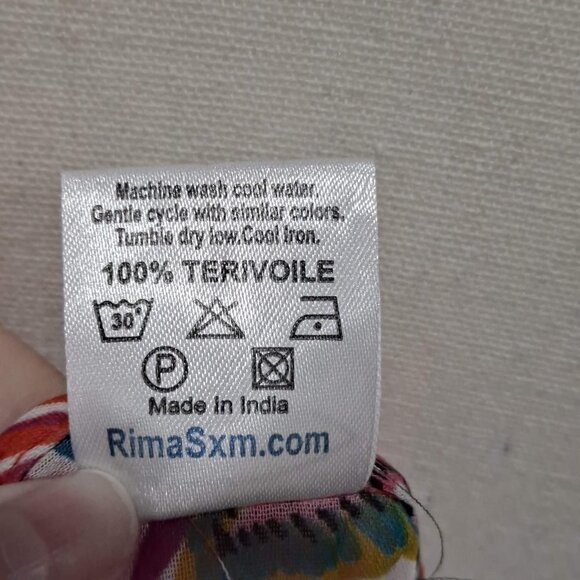 Machine wash cool water.
Gentle cycle with similar colors.
Tumble dry low.Cool Iron.
100% TERIVOILE
30°
P
Made in India
RimaSxm.com